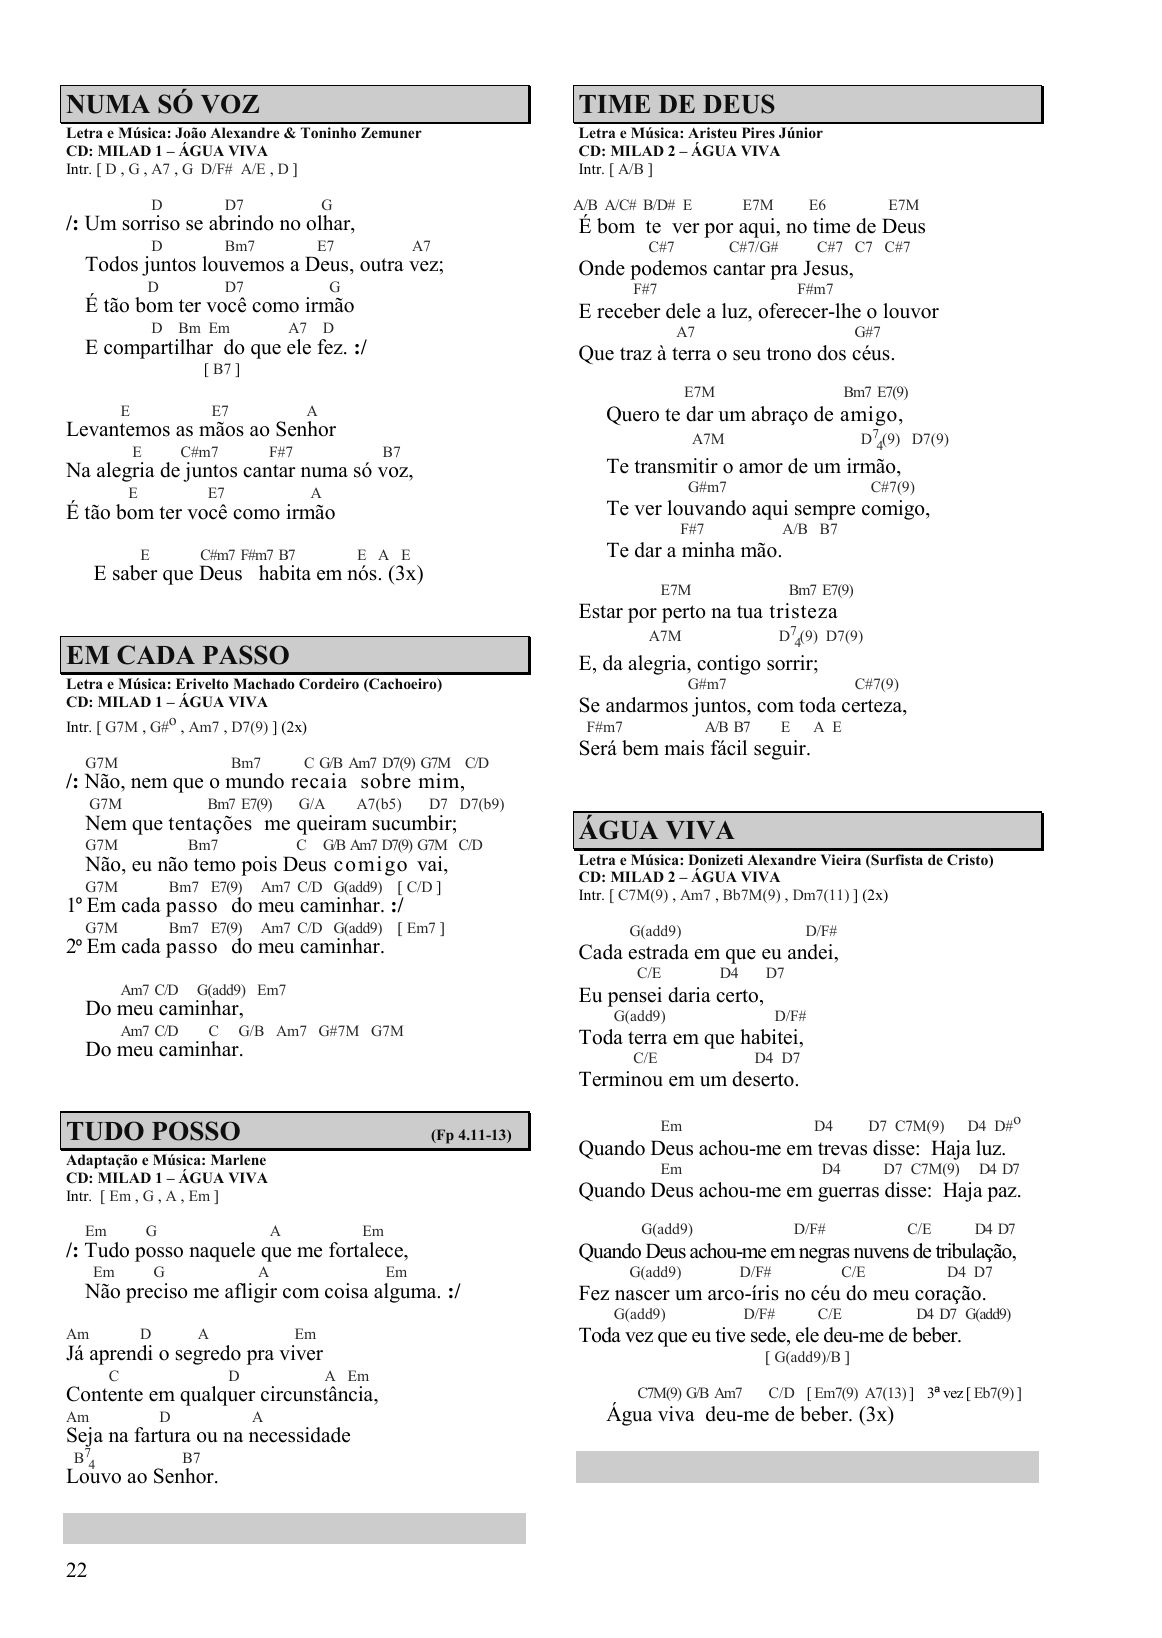 NUMA SÓ VOZ
Letra e Música: João Alexandre & Toninho Zemuner
CD: MILAD 1 – ÁGUA VIVA
Intr. [ D , G , A7 , G D/F# A/E , D ]
D D7 G
/: Um sorriso se abrindo no olhar,
D Bm7 E7 A7
Todos juntos louvemos a Deus, outra vez;
D D7 G
É tão bom ter você como irmão
D Bm Em A7 D
E compartilhar do que ele fez. :/
[ B7 ]
E E7 A
Levantemos as mãos ao Senhor
E C#m7 F#7 B7
Na alegria de juntos cantar numa só voz,
E E7 A
É tão bom ter você como irmão
E C#m7 F#m7 B7 E A E
E saber que Deus habita em nós. (3x)
EM CADA PASSO
Letra e Música: Erivelto Machado Cordeiro (Cachoeiro)
CD: MILAD 1 – ÁGUA VIVA
Intr. [ G7M , G#º , Am7 , D7(9) ] (2x)
G7M Bm7 C G/B Am7 D7(9) G7M C/D
/: Não, nem que o mundo recaia sobre mim,
G7M Bm7 E7(9) G/A A7(b5) D7 D7(b9)
Nem que tentações me queiram sucumbir;
G7M Bm7 C G/B Am7 D7(9) G7M C/D
Não, eu não temo pois Deus comigo vai,
G7M Bm7 E7(9) Am7 C/D G(add9) [ C/D ]
1º Em cada passo do meu caminhar. :/
G7M Bm7 E7(9) Am7 C/D G(add9) [ Em7 ]
2º Em cada passo do meu caminhar.
Am7 C/D G(add9) Em7
Do meu caminhar,
Am7 C/D C G/B Am7 G#7M G7M
Do meu caminhar.
TUDO POSSO (Fp 4.11-13)
Adaptação e Música: Marlene
CD: MILAD 1 – ÁGUA VIVA
Intr. [ Em , G , A , Em ]
Em G A Em
/: Tudo posso naquele que me fortalece,
Em G A Em
Não preciso me afligir com coisa alguma. :/
Am D A Em
Já aprendi o segredo pra viver
C D A Em
Contente em qualquer circunstância,
Am D A
Seja na fartura ou na necessidade
B7/4 B7
Louvo ao Senhor.
22
TIME DE DEUS
Letra e Música: Aristeu Pires Júnior
CD: MILAD 2 – ÁGUA VIVA
Intr. [ A/B ]
A/B A/C# B/D# E E7M E6 E7M
É bom te ver por aqui, no time de Deus
C#7 C#7/G# C#7 C7 C#7
Onde podemos cantar pra Jesus,
F#7 F#m7
E receber dele a luz, oferecer-lhe o louvor
A7 G#7
Que traz à terra o seu trono dos céus.
E7M Bm7 E7(9)
Quero te dar um abraço de amigo,
A7M D7/4(9) D7(9)
Te transmitir o amor de um irmão,
G#m7 C#7(9)
Te ver louvando aqui sempre comigo,
F#7 A/B B7
Te dar a minha mão.
E7M Bm7 E7(9)
Estar por perto na tua tristeza
A7M D7/4(9) D7(9)
E, da alegria, contigo sorrir;
G#m7 C#7(9)
Se andarmos juntos, com toda certeza,
F#m7 A/B B7 E A E
Será bem mais fácil seguir.
ÁGUA VIVA
Letra e Música: Donizeti Alexandre Vieira (Surfista de Cristo)
CD: MILAD 2 – ÁGUA VIVA
Intr. [ C7M(9) , Am7 , Bb7M(9) , Dm7(11) ] (2x)
G(add9) D/F#
Cada estrada em que eu andei,
C/E D4 D7
Eu pensei daria certo,
G(add9) D/F#
Toda terra em que habitei,
C/E D4 D7
Terminou em um deserto.
Em D4 D7 C7M(9) D4 D#º
Quando Deus achou-me em trevas disse: Haja luz.
Em D4 D7 C7M(9) D4 D7
Quando Deus achou-me em guerras disse: Haja paz.
G(add9) D/F# C/E D4 D7
Quando Deus achou-me em negras nuvens de tribulação,
G(add9) D/F# C/E D4 D7
Fez nascer um arco-íris no céu do meu coração.
G(add9) D/F# C/E D4 D7 G(add9)
Toda vez que eu tive sede, ele deu-me de beber.
[ G(add9)/B ]
C7M(9) G/B Am7 C/D [ Em7(9) A7(13) ] 3ª vez [ Eb7(9) ]
Água viva deu-me de beber. (3x)